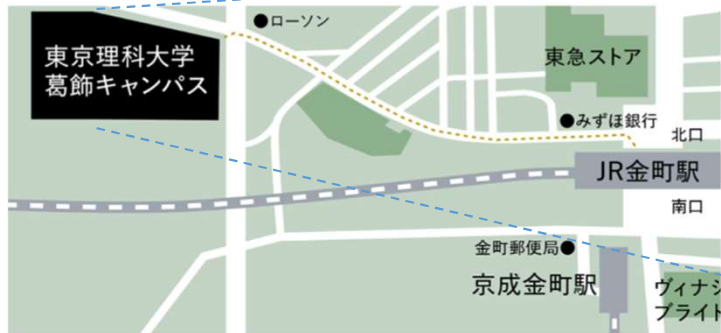 ローソン
東京理科大学
葛飾キャンパス
東急ストア
みずほ銀行
北口
JR金町駅
南口
金町郵便局
京成金町駅
ヴィナシ
ブライト